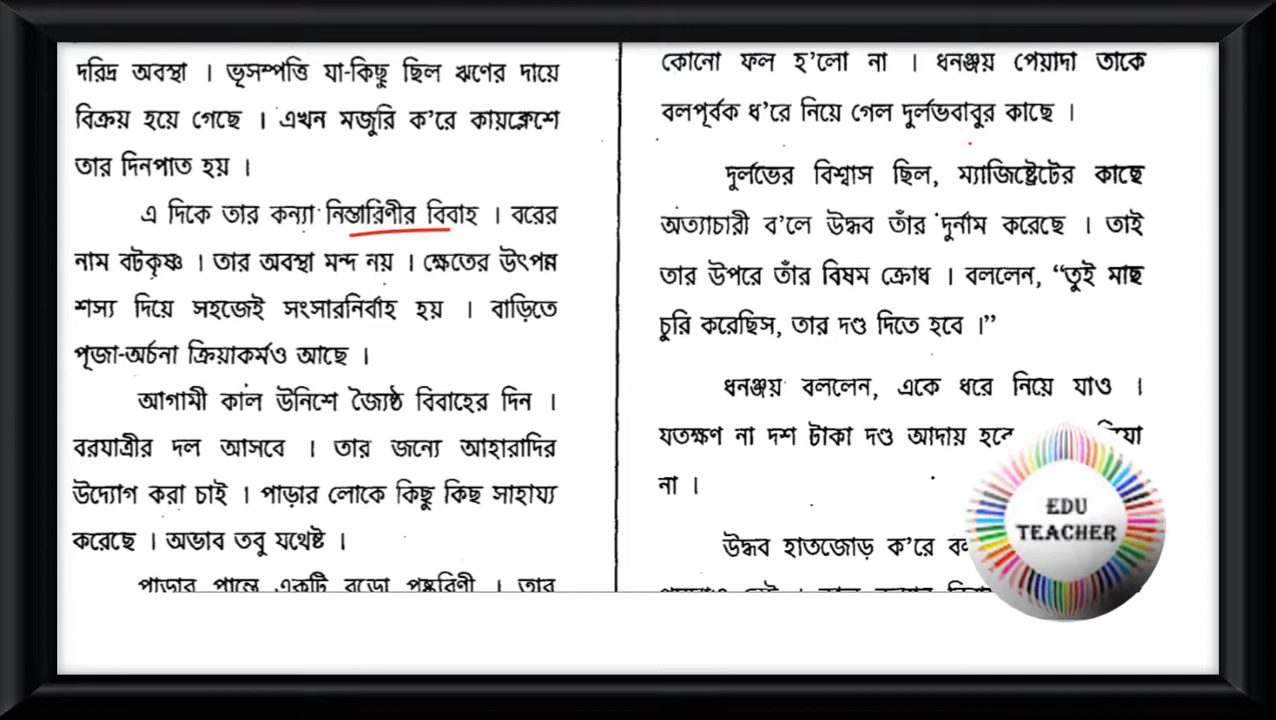 দরিদ্র অবস্থা । ভূসম্পত্তি যা-কিছু ছিল ঋণের দায়ে
বিক্রয় হয়ে গেছে । এখন মজুরি ক'রে কায়ক্লেশে
তার দিনপাত হয় ।
এ দিকে তার কন্যা নিস্তারিণীর বিবাহ । বরের
নাম বটকৃষ্ণ । তার অবস্থা মন্দ নয় । ক্ষেতের উৎপন্ন
শস্য দিয়ে সহজেই সংসারনির্বাহ হয় । বাড়িতে
পূজা-অর্চনা ক্রিয়াকর্মও আছে ।
আগামী কাল উনিশে জ্যৈষ্ঠ বিবাহের দিন ।
বরযাত্রীর দল আসবে । তার জন্যে আহারাদির
উদ্যোগ করা চাই । পাড়ার লোকে কিছু কিছ সাহায্য
করেছে । অভাব তবু যথেষ্ট ।
পাড়ার প্রান্তে একটি বড়ো পুষ্করিণী । তার
কোনো ফল হ'লো না । ধনঞ্জয় পেয়াদা তাকে
বলপূর্বক ধ'রে নিয়ে গেল দুর্লভবাবুর কাছে ।
দুর্লভের বিশ্বাস ছিল, ম্যাজিষ্ট্রেটের কাছে
অত্যাচারী ব'লে উদ্ধব তাঁর দুর্নাম করেছে । তাই
তার উপরে তাঁর বিষম ক্রোধ । বললেন, “তুই মাছ
চুরি করেছিস, তার দণ্ড দিতে হবে ।”
ধনঞ্জয় বললেন, একে ধরে নিয়ে যাও ।
যতক্ষণ না দশ টাকা দণ্ড আদায় হবে
না ।
উদ্ধব হাতজোড় ক'রে
EDU
TEACHER